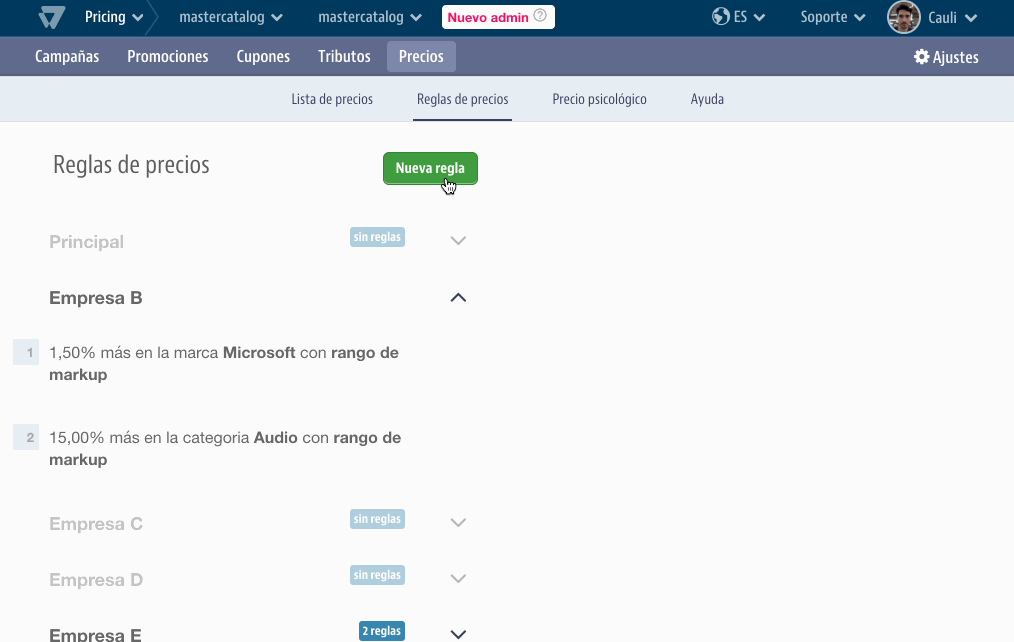 Pricing mastercatalog mastercatalog Nuevo admin ? ES Soporte Cauli
Campañas Promociones Cupones Tributos Precios Ajustes
Lista de precios Reglas de precios Precio psicológico Ayuda
Reglas de precios Nueva regla
Principal sin reglas
Empresa B
1 1,50% más en la marca Microsoft con rango de
markup
2 15,00% más en la categoria Audio con rango de
markup
Empresa C sin reglas
Empresa D sin reglas
Empresa E 2 reglas